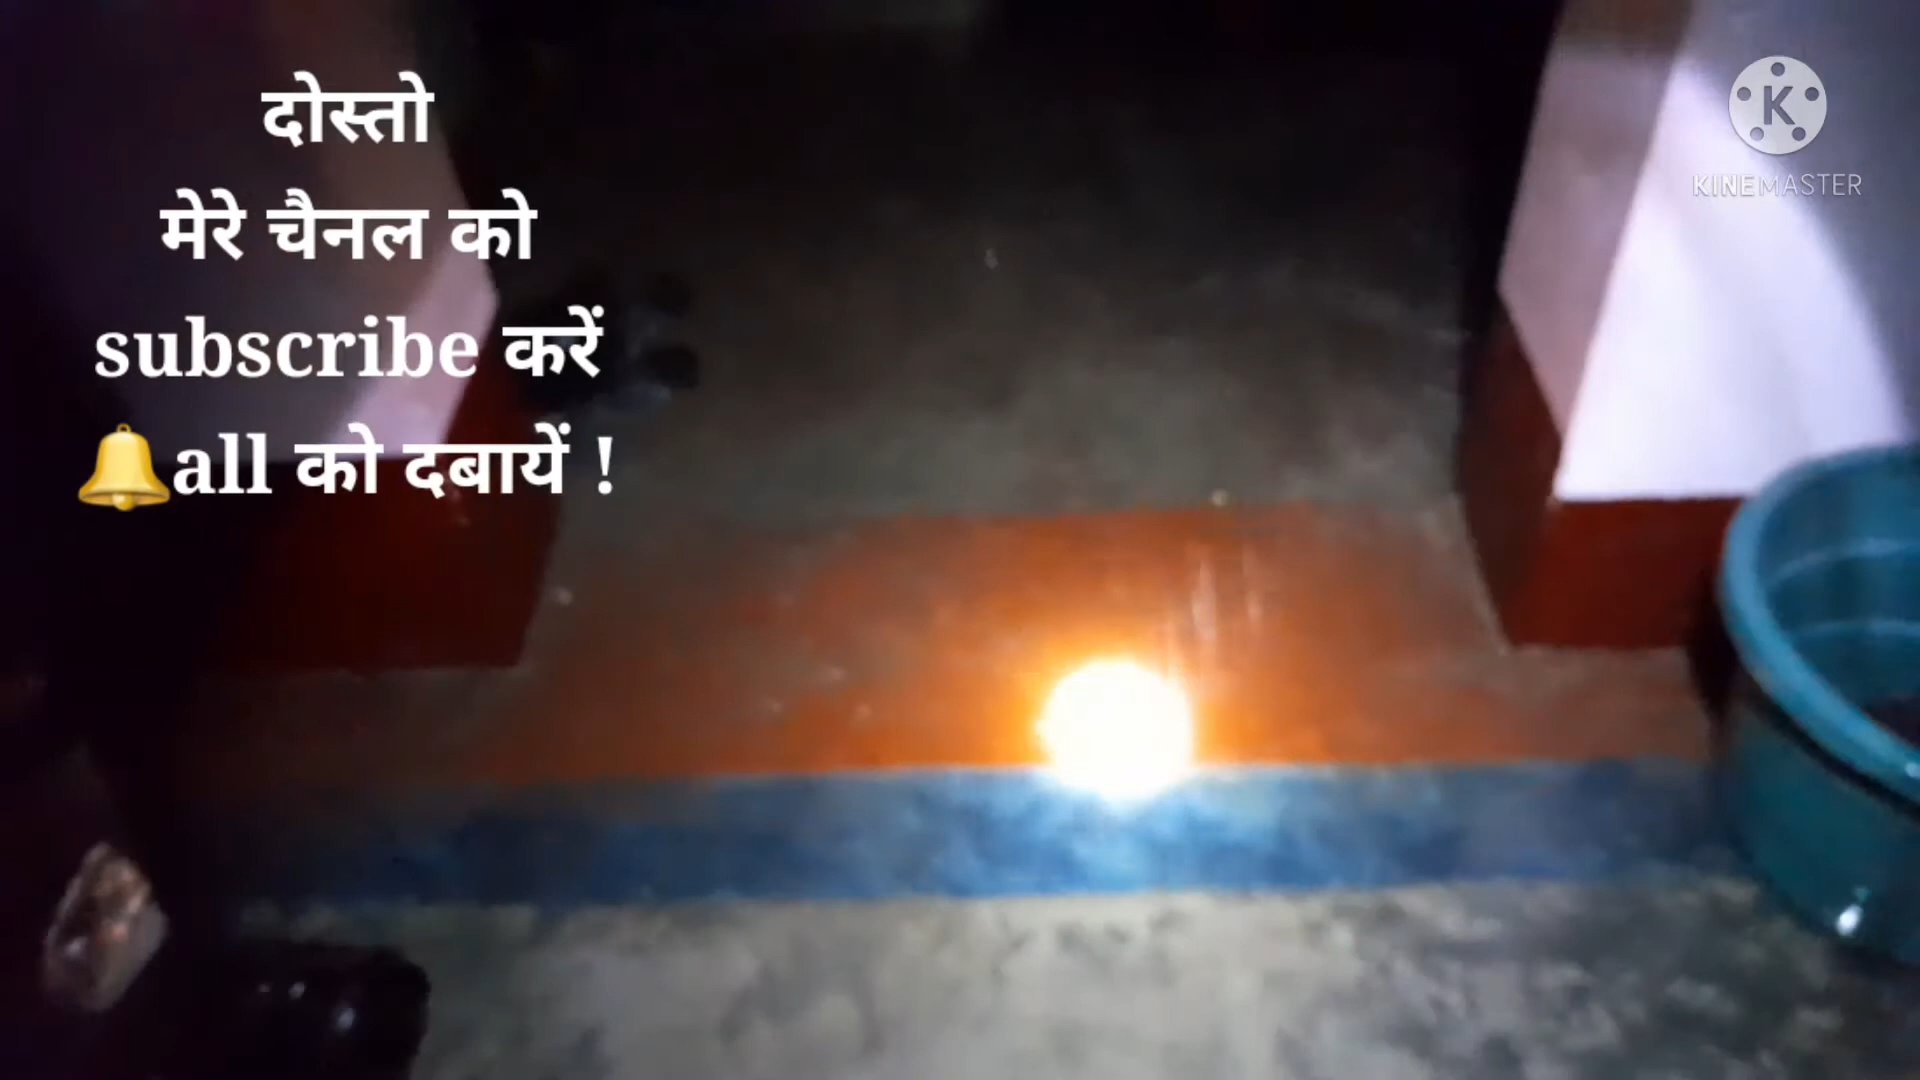 दोस्तो
मेरे चैनल को
subscribe करें
🔔all को दबायें !
KINEMASTER